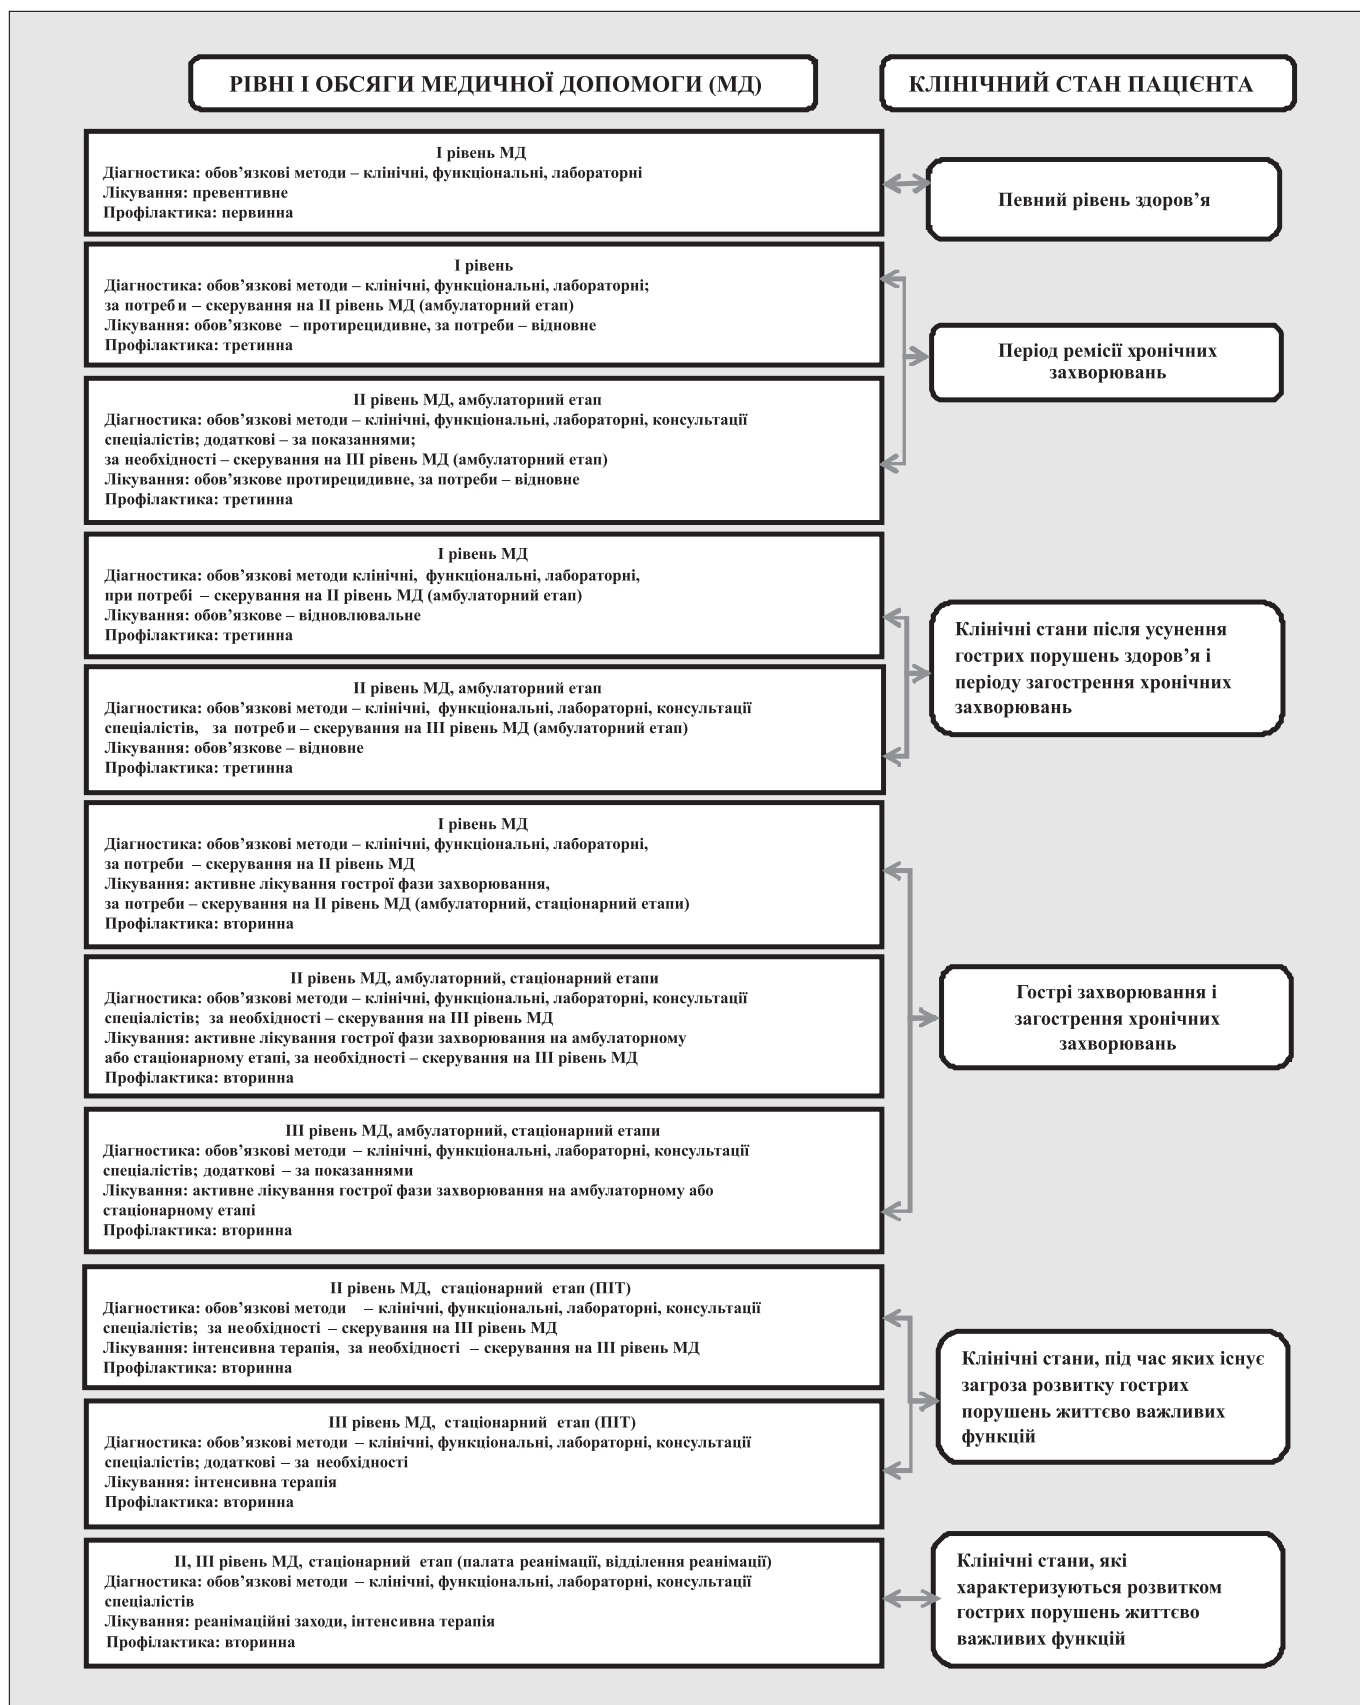 РІВНІ І ОБСЯГИ МЕДИЧНОЇ ДОПОМОГИ (МД)
КЛІНІЧНИЙ СТАН ПАЦІЄНТА
І рівень МД
Діагностика: обов’язкові методи – клінічні, функціональні, лабораторні
Лікування: превентивне
Профілактика: первинна
Певний рівень здоров’я
І рівень
Діагностика: обов’язкові методи – клінічні, функціональні, лабораторні;
за потреби – скерування на ІІ рівень МД (амбулаторний етап)
Лікування: обов’язкове – протирецидивне, за потреби – відновне
Профілактика: третинна
ІІ рівень МД, амбулаторний етап
Діагностика: обов’язкові методи – клінічні, функціональні, лабораторні, консультації
спеціалістів; додаткові – за показаннями;
за необхідності – скерування на ІІІ рівень МД (амбулаторний етап)
Лікування: обов’язкове протирецидивне, за потреби – відновне
Профілактика: третинна
Період ремісії хронічних
захворювань
І рівень МД
Діагностика: обов’язкові методи клінічні, функціональні, лабораторні,
при потребі – скерування на ІІ рівень МД (амбулаторний етап)
Лікування: обов’язкове – відновлювальне
Профілактика: третинна
ІІ рівень МД, амбулаторний етап
Діагностика: обов’язкові методи – клінічні, функціональні, лабораторні, консультації
спеціалістів, за потреби – скерування на ІІІ рівень МД (амбулаторний етап)
Лікування: обов’язкове – відновне
Профілактика: третинна
Клінічні стани після усунення
гострих порушень здоров’я і
періоду загострення хронічних
захворювань
І рівень МД
Діагностика: обов’язкові методи – клінічні, функціональні, лабораторні,
за потреби – скерування на ІІ рівень МД
Лікування: активне лікування гострої фази захворювання,
за потреби – скерування на ІІ рівень МД (амбулаторний, стаціонарний етапи)
Профілактика: вторинна
ІІ рівень МД, амбулаторний, стаціонарний етапи
Діагностика: обов’язкові методи – клінічні, функціональні, лабораторні, консультації
спеціалістів; за необхідності – скерування на ІІІ рівень МД
Лікування: активне лікування гострої фази захворювання на амбулаторному
або стаціонарному етапі, за необхідності – скерування на ІІІ рівень МД
Профілактика: вторинна
ІІІ рівень МД, амбулаторний, стаціонарний етапи
Діагностика: обов’язкові методи – клінічні, функціональні, лабораторні, консультації
спеціалістів; додаткові – за показаннями
Лікування: активне лікування гострої фази захворювання на амбулаторному або
стаціонарному етапі
Профілактика: вторинна
Гострі захворювання і
загострення хронічних
захворювань
ІІ рівень МД, стаціонарний етап (ПІТ)
Діагностика: обов’язкові методи – клінічні, функціональні, лабораторні, консультації
спеціалістів; за необхідності – скерування на ІІІ рівень МД
Лікування: інтенсивна терапія, за необхідності – скерування на ІІІ рівень МД
Профілактика: вторинна
ІІІ рівень МД, стаціонарний етап (ПІТ)
Діагностика: обов’язкові методи – клінічні, функціональні, лабораторні, консультації
спеціалістів; додаткові – за необхідності
Лікування: інтенсивна терапія
Профілактика: вторинна
Клінічні стани, під час яких існує
загроза розвитку гострих
порушень життєво важливих
функцій
ІІ, ІІІ рівень МД, стаціонарний етап (палата реанімації, відділення реанімації)
Діагностика: обов’язкові методи – клінічні, функціональні, лабораторні, консультації
спеціалістів
Лікування: реанімаційні заходи, інтенсивна терапія
Профілактика: вторинна
Клінічні стани, які
характеризуються розвитком
гострих порушень життєво
важливих функцій